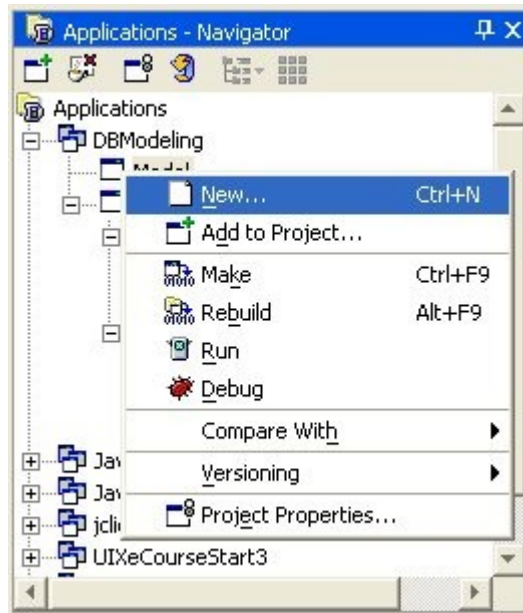 Applications - Navigator
Applications
DBModeling
Model
New... Ctrl+N
Add to Project...
Make Ctrl+F9
Rebuild Alt+F9
Run
Debug
Compare With
Versioning
Project Properties...
UIXeCourseStart3